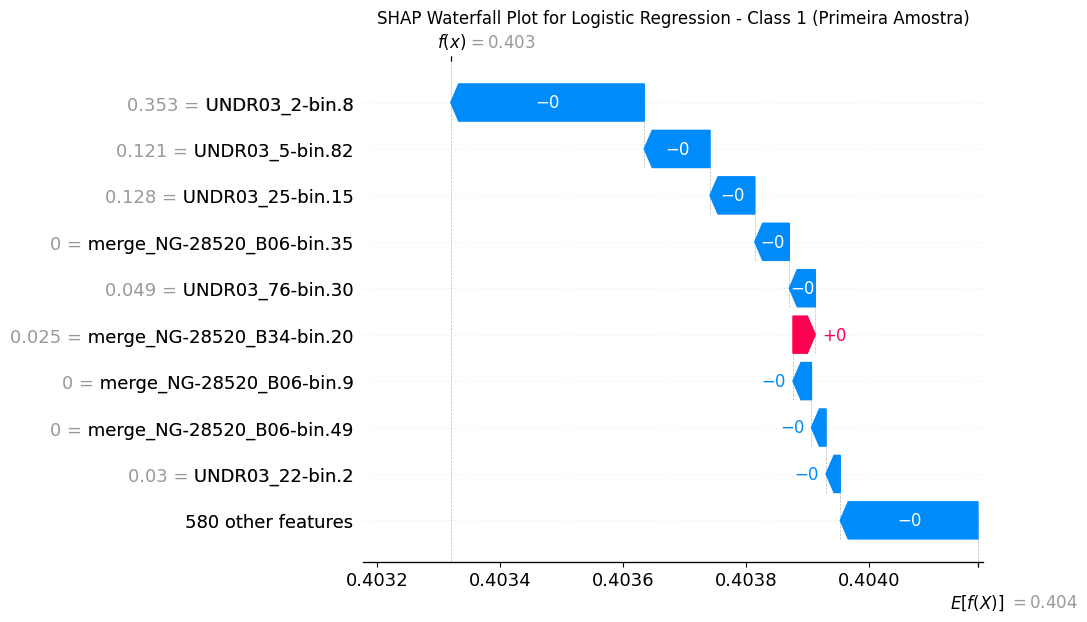 SHAP Waterfall Plot for Logistic Regression - Class 1 (Primeira Amostra)
f(x) = 0.403
0.353 = UNDR03_2-bin.8
−0
0.121 = UNDR03_5-bin.82
−0
0.128 = UNDR03_25-bin.15
−0
0 = merge_NG-28520_B06-bin.35
−0
0.049 = UNDR03_76-bin.30
−0
0.025 = merge_NG-28520_B34-bin.20
+0
0 = merge_NG-28520_B06-bin.9
−0
0 = merge_NG-28520_B06-bin.49
−0
0.03 = UNDR03_22-bin.2
−0
580 other features
−0
0.4032 0.4034 0.4036 0.4038 0.4040
E[f(X)] = 0.404